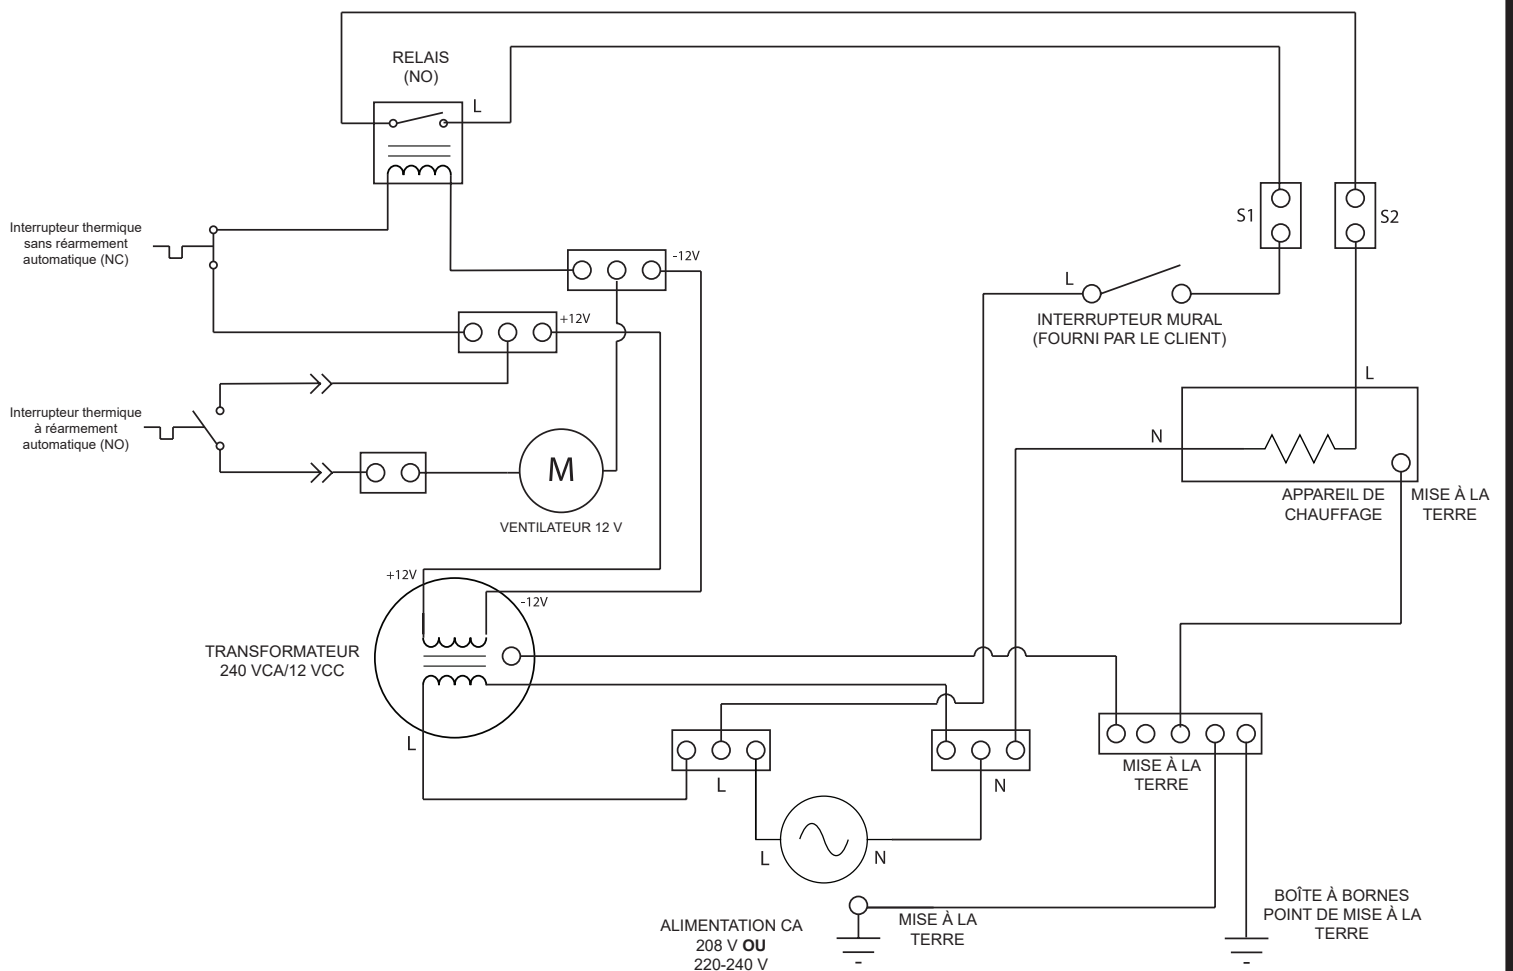 RELAIS
(NO)
L
Interrupteur thermique
sans réarmement
automatique (NC)
-12V
+12V
S1
S2
L
INTERRUPTEUR MURAL
(FOURNI PAR LE CLIENT)
L
N
APPAREIL DE
CHAUFFAGE
MISE À LA
TERRE
Interrupteur thermique
à réarmement
automatique (NO)
M
VENTILATEUR 12 V
+12V
-12V
TRANSFORMATEUR
240 VCA/12 VCC
L
L
N
MISE À LA
TERRE
L
N
ALIMENTATION CA
208 V OU
220-240 V
MISE À LA
TERRE
BOÎTE À BORNES
POINT DE MISE À LA
TERRE